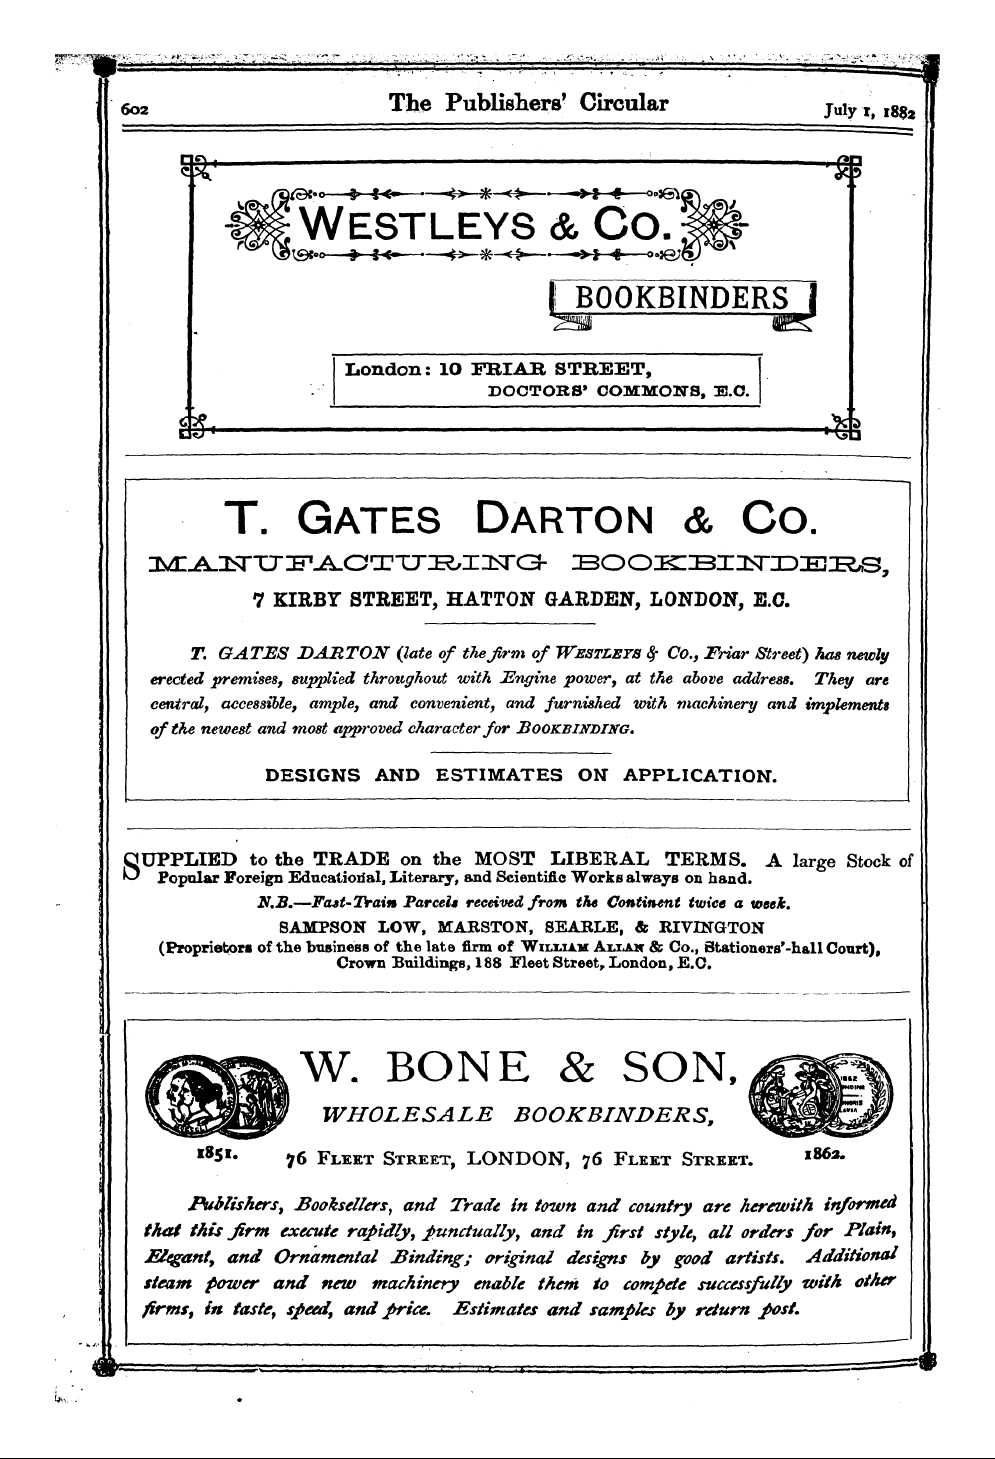 602 The Publishers' Circular July 1, 1882
WESTLEYS & CO.
BOOKBINDERS
London: 10 FRIAR STREET,
DOCTORS' COMMONS, E.C.
T. GATES DARTON & CO.
MANUFACTURING BOOKBINDERS,
7 KIRBY STREET, HATTON GARDEN, LONDON, E.C.
T. GATES DARTON (late of the firm of WESTLEYS & Co., Friar Street) has newly
erected premises, supplied throughout with Engine power, at the above address. They are
central, accessible, ample, and convenient, and furnished with machinery and implements
of the newest and most approved character for BOOKBINDING.
DESIGNS AND ESTIMATES ON APPLICATION.
SUPPLIED to the TRADE on the MOST LIBERAL TERMS. A large Stock of
Popular Foreign Educational, Literary, and Scientific Works always on hand.
N.B.—Fast-Train Parcels received from the Continent twice a week.
SAMPSON LOW, MARSTON, SEARLE, & RIVINGTON
(Proprietors of the business of the late firm of WILLIAM ALLAN & Co., Stationers'-hall Court),
Crown Buildings, 188 Fleet Street, London, E.C.
W. BONE & SON,
WHOLESALE BOOKBINDERS,
1851. 76 FLEET STREET, LONDON, 76 FLEET STREET. 1862.
Publishers, Booksellers, and Trade in town and country are herewith informed
that this firm execute rapidly, punctually, and in first style, all orders for Plain,
Elegant, and Ornamental Binding; original designs by good artists. Additional
steam power and new machinery enable them to compete successfully with other
firms, in taste, speed, and price. Estimates and samples by return post.